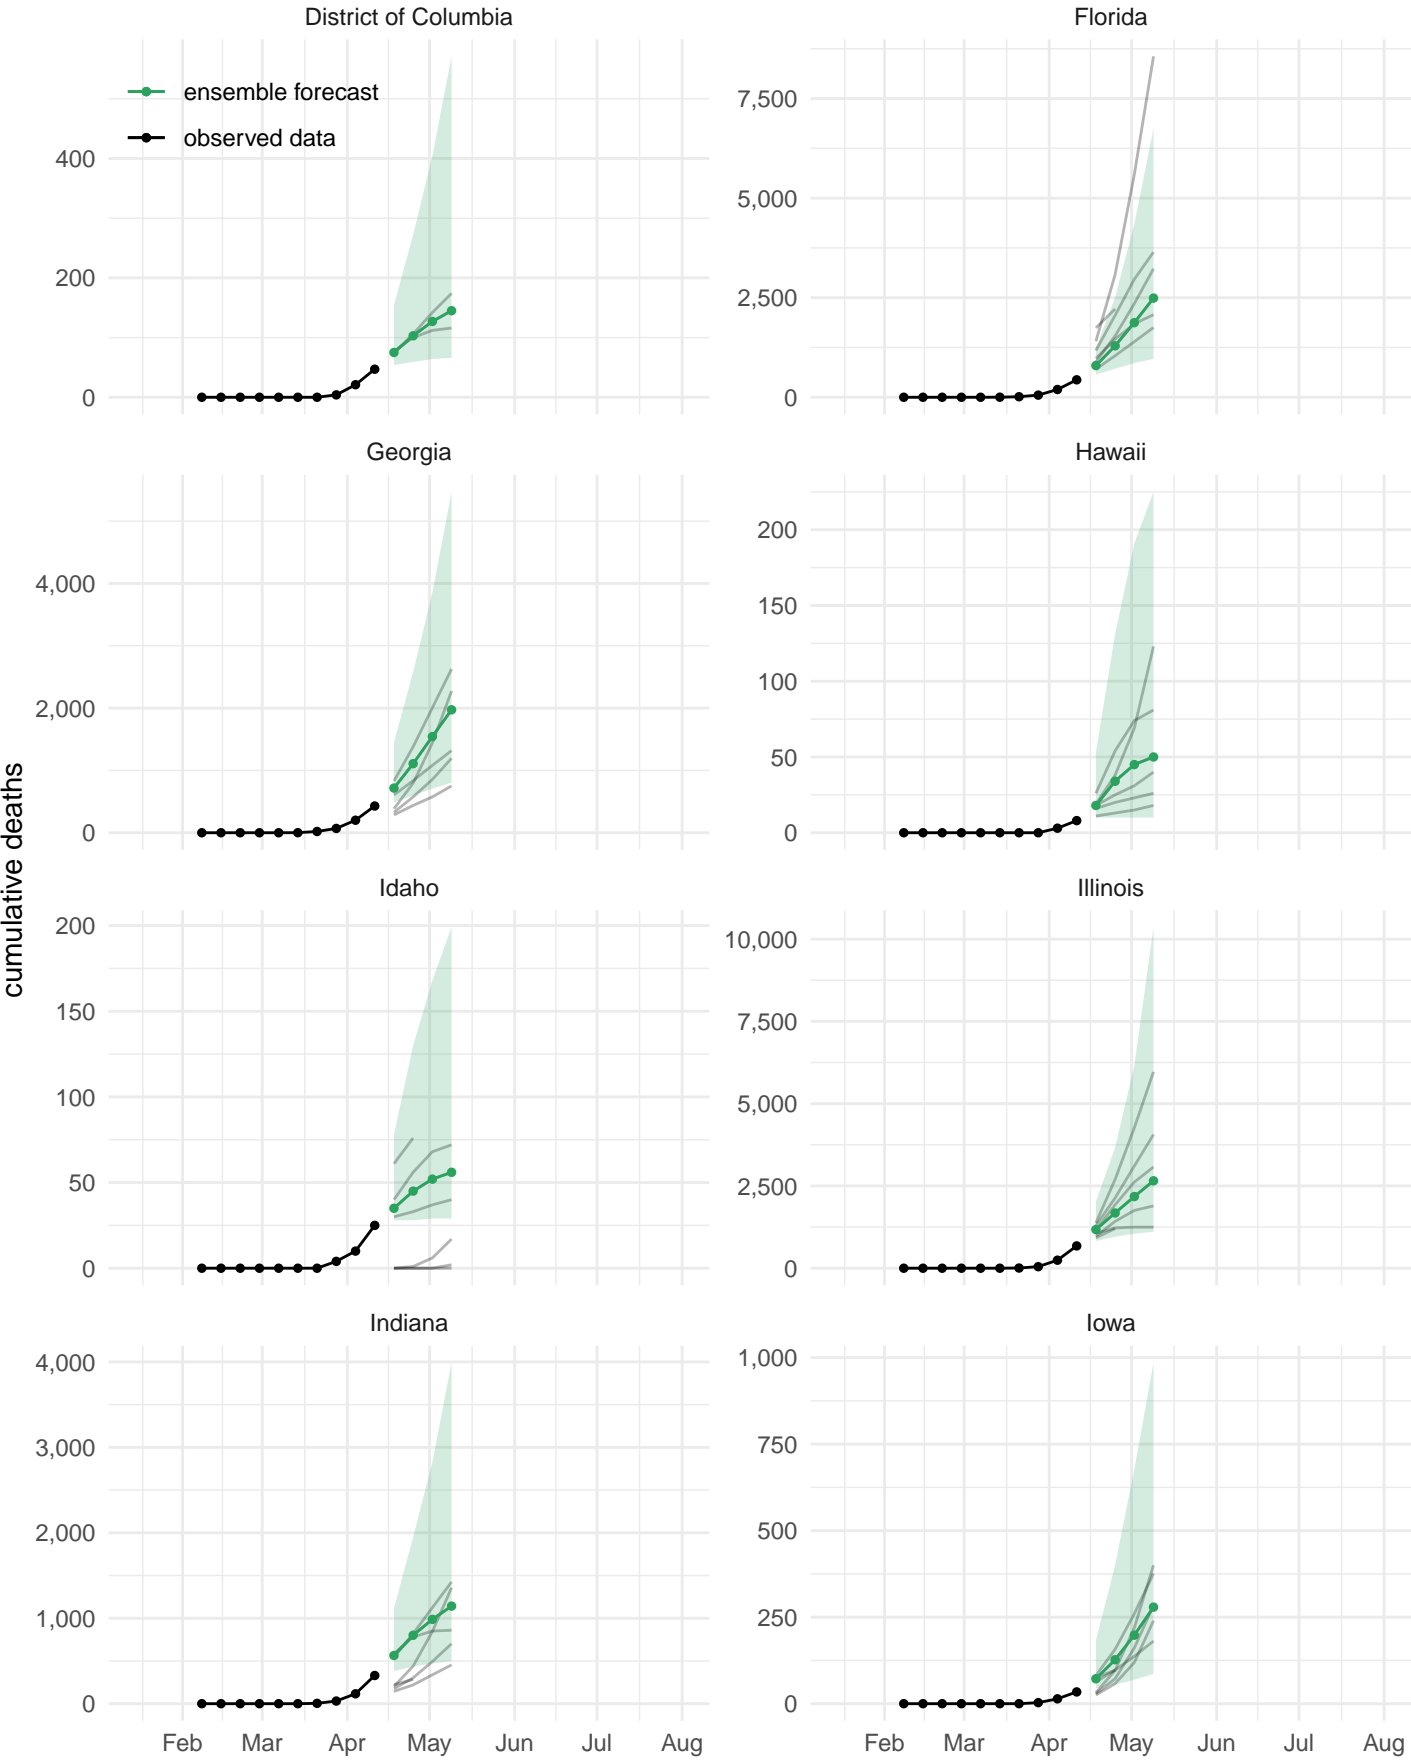 District of Columbia
Florida
ensemble forecast
observed data
400
200
0
7,500
5,000
2,500
0
Georgia
Hawaii
4,000
2,000
0
200
150
100
50
0
cumulative deaths
Idaho
Illinois
200
150
100
50
0
10,000
7,500
5,000
2,500
0
Indiana
Iowa
4,000
3,000
2,000
1,000
0
1,000
750
500
250
0
Feb Mar Apr May Jun Jul Aug
Feb Mar Apr May Jun Jul Aug